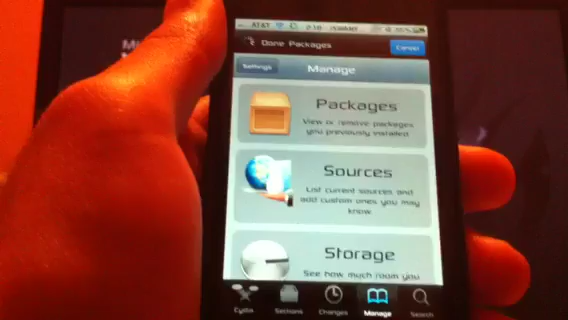 AT&T
Done Packages
Cancel
Settings
Manage
Packages
View or remove packages
you previously installed.
Sources
List current sources and
add custom ones you may
know.
Storage
See how much room you
Cydia
Sections
Changes
Manage
Search